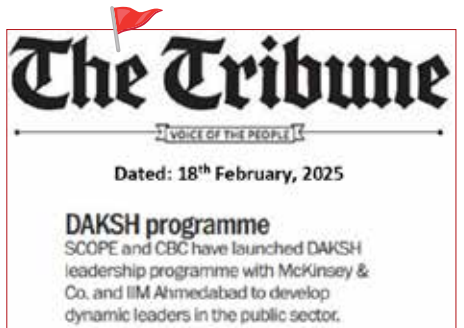 The Tribune
VOICE OF THE PEOPLE
Dated: 18th February, 2025
DAKSH programme
SCOPE and CBC have launched DAKSH
leadership programme with McKinsey &
Co. and IIM Ahmedabad to develop
dynamic leaders in the public sector.